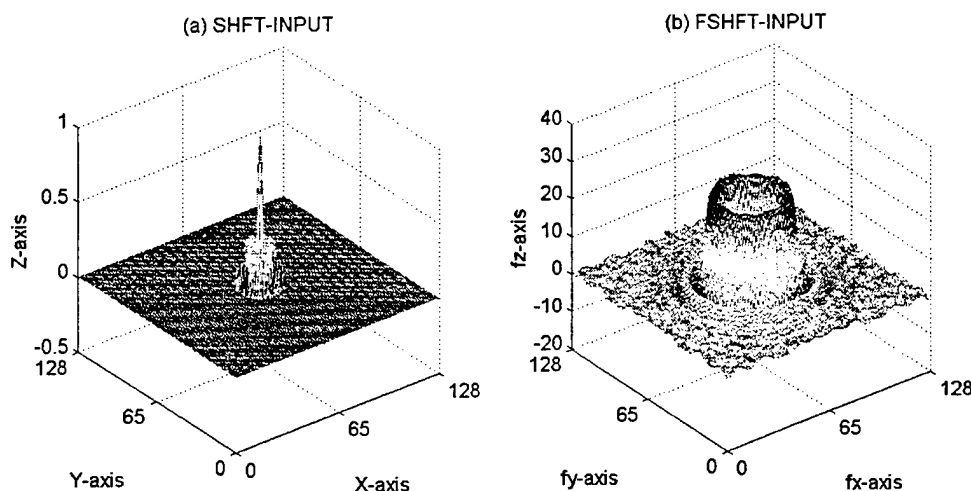 (a) SHFT-INPUT
1
0.5
0
-0.5
Z-axis
128
65
0
Y-axis
0
65
128
X-axis
(b) FSHFT-INPUT
40
30
20
10
0
-10
-20
fz-axis
128
65
0
fy-axis
0
65
128
fx-axis